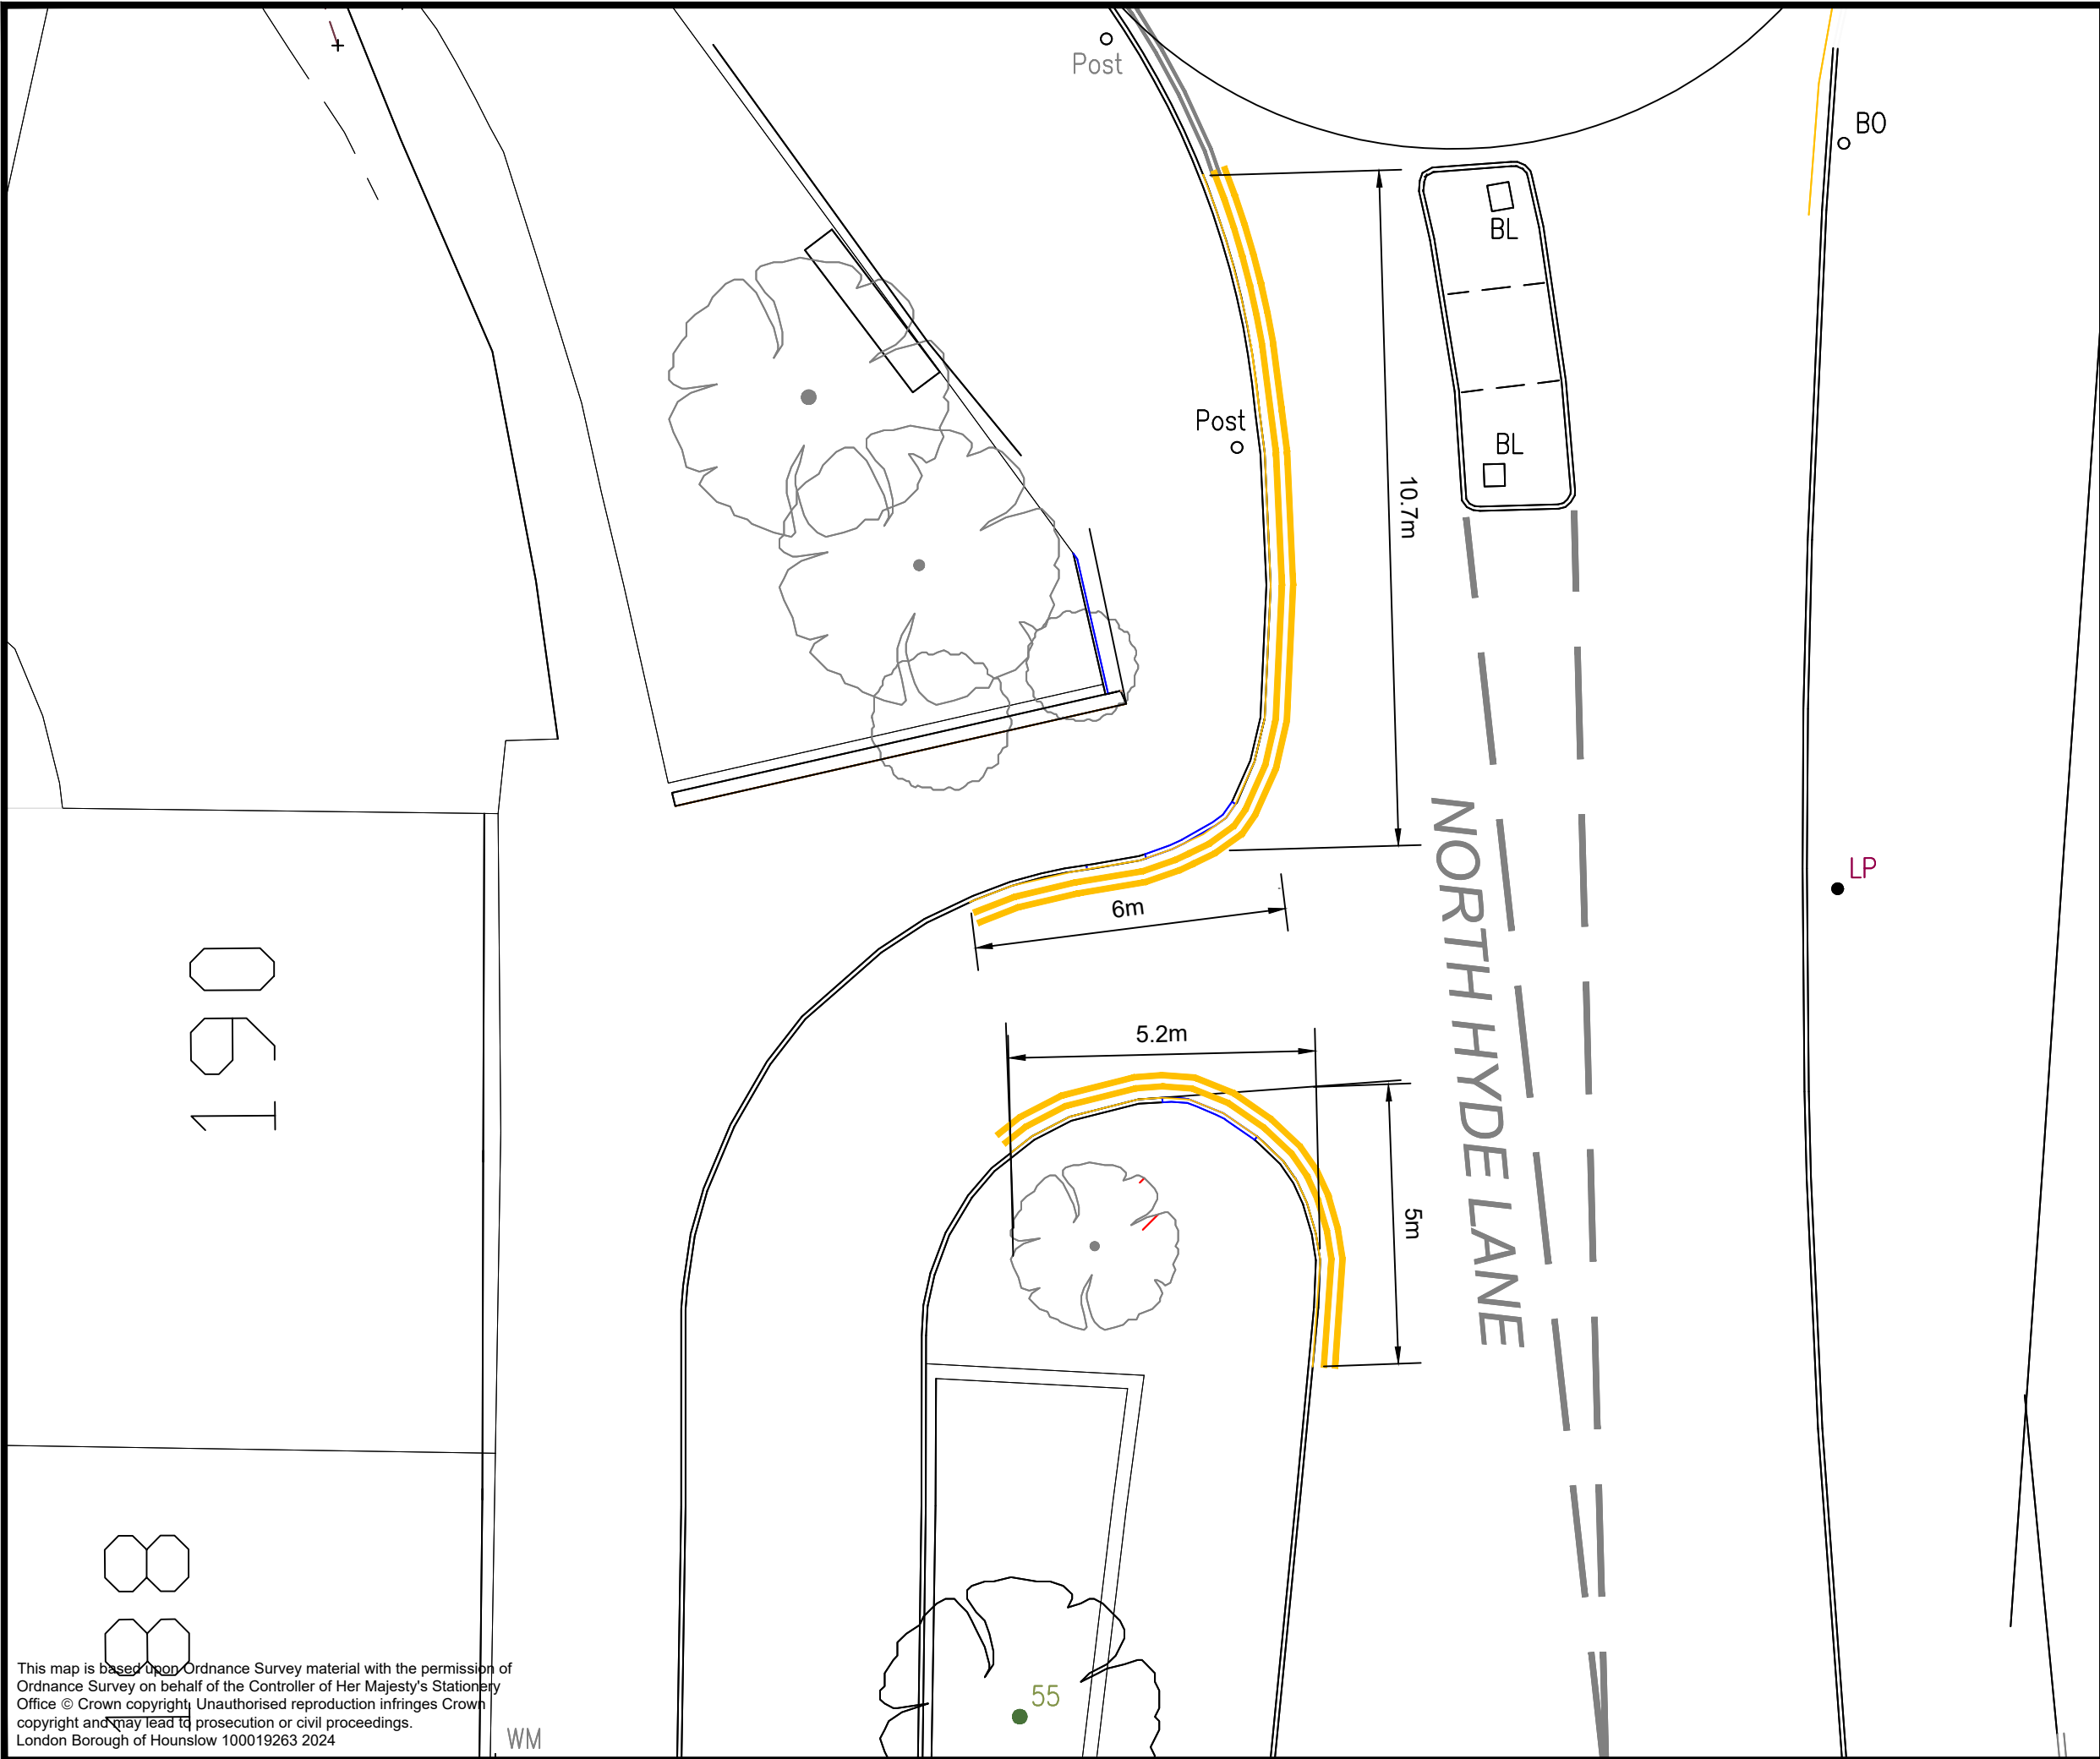 Post
BO
BL
Post
BL
10.7m
LP
6m
190
5.2m
NORTH HYDE LANE
5m
188
55
This map is based upon Ordnance Survey material with the permission of
Ordnance Survey on behalf of the Controller of Her Majesty's Stationery
Office © Crown copyright. Unauthorised reproduction infringes Crown
copyright and may lead to prosecution or civil proceedings.
London Borough of Hounslow 100019263 2024
WM